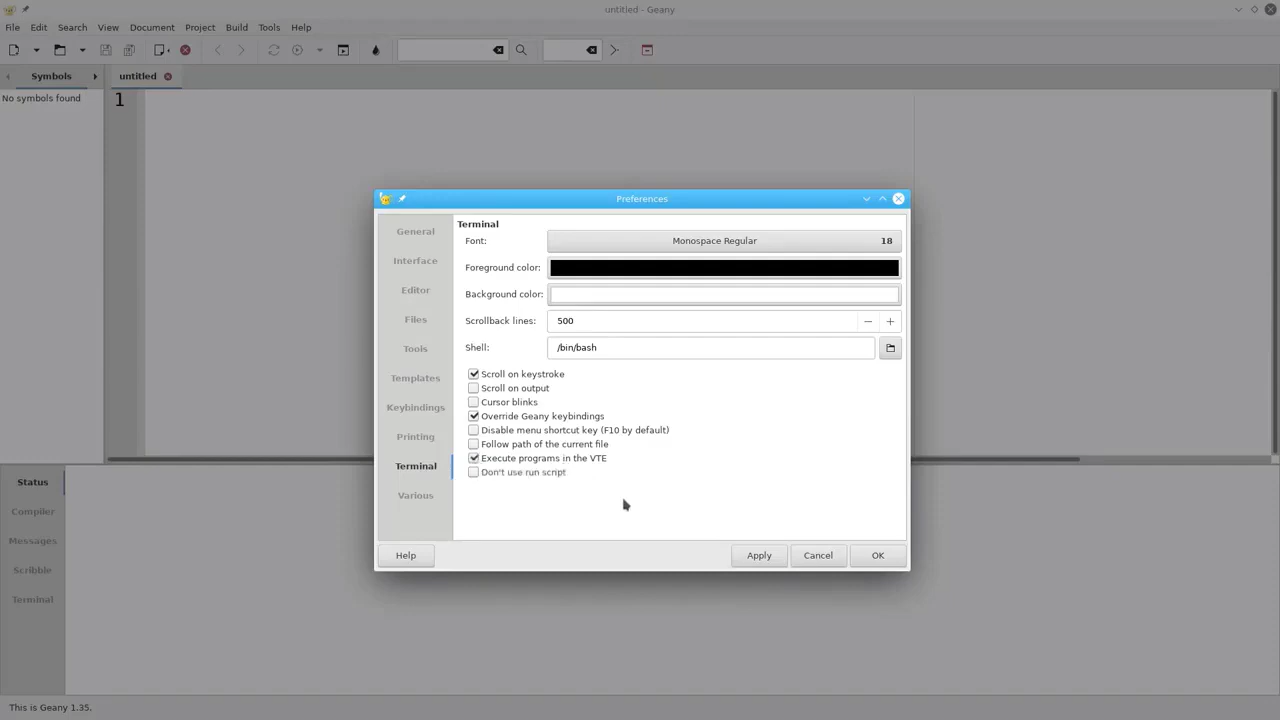 untitled - Geany
File Edit Search View Document Project Build Tools Help
Symbols
untitled
No symbols found
1
Preferences
General
Interface
Editor
Files
Tools
Templates
Keybindings
Printing
Terminal
Various
Terminal
Font: Monospace Regular 18
Foreground color:
Background color:
Scrollback lines: 500
Shell: /bin/bash
Scroll on keystroke
Scroll on output
Cursor blinks
Override Geany keybindings
Disable menu shortcut key (F10 by default)
Follow path of the current file
Execute programs in the VTE
Don't use run script
Help Apply Cancel OK
Status
Compiler
Messages
Scribble
Terminal
This is Geany 1.35.